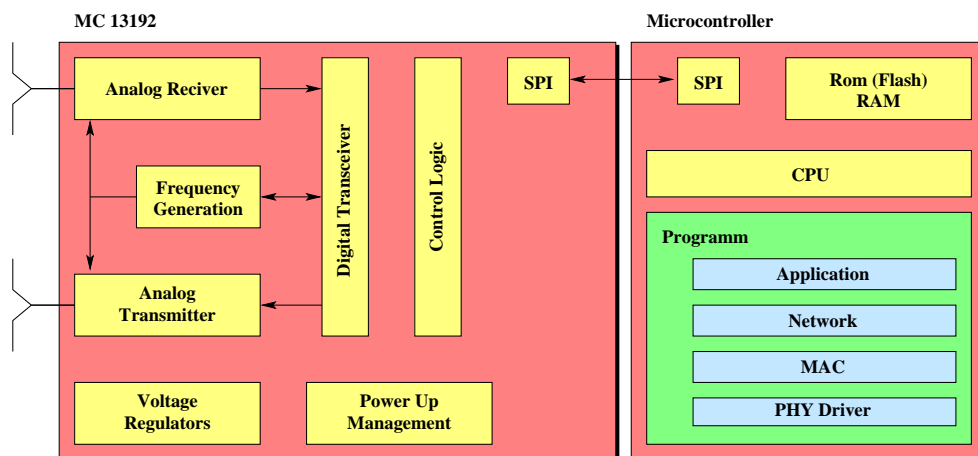 MC 13192
Analog Reciver
Frequency
Generation
Analog
Transmitter
Digital Transceiver
Control Logic
SPI
Voltage
Regulators
Power Up
Management
Microcontroller
SPI
Rom (Flash)
RAM
CPU
Programm
Application
Network
MAC
PHY Driver